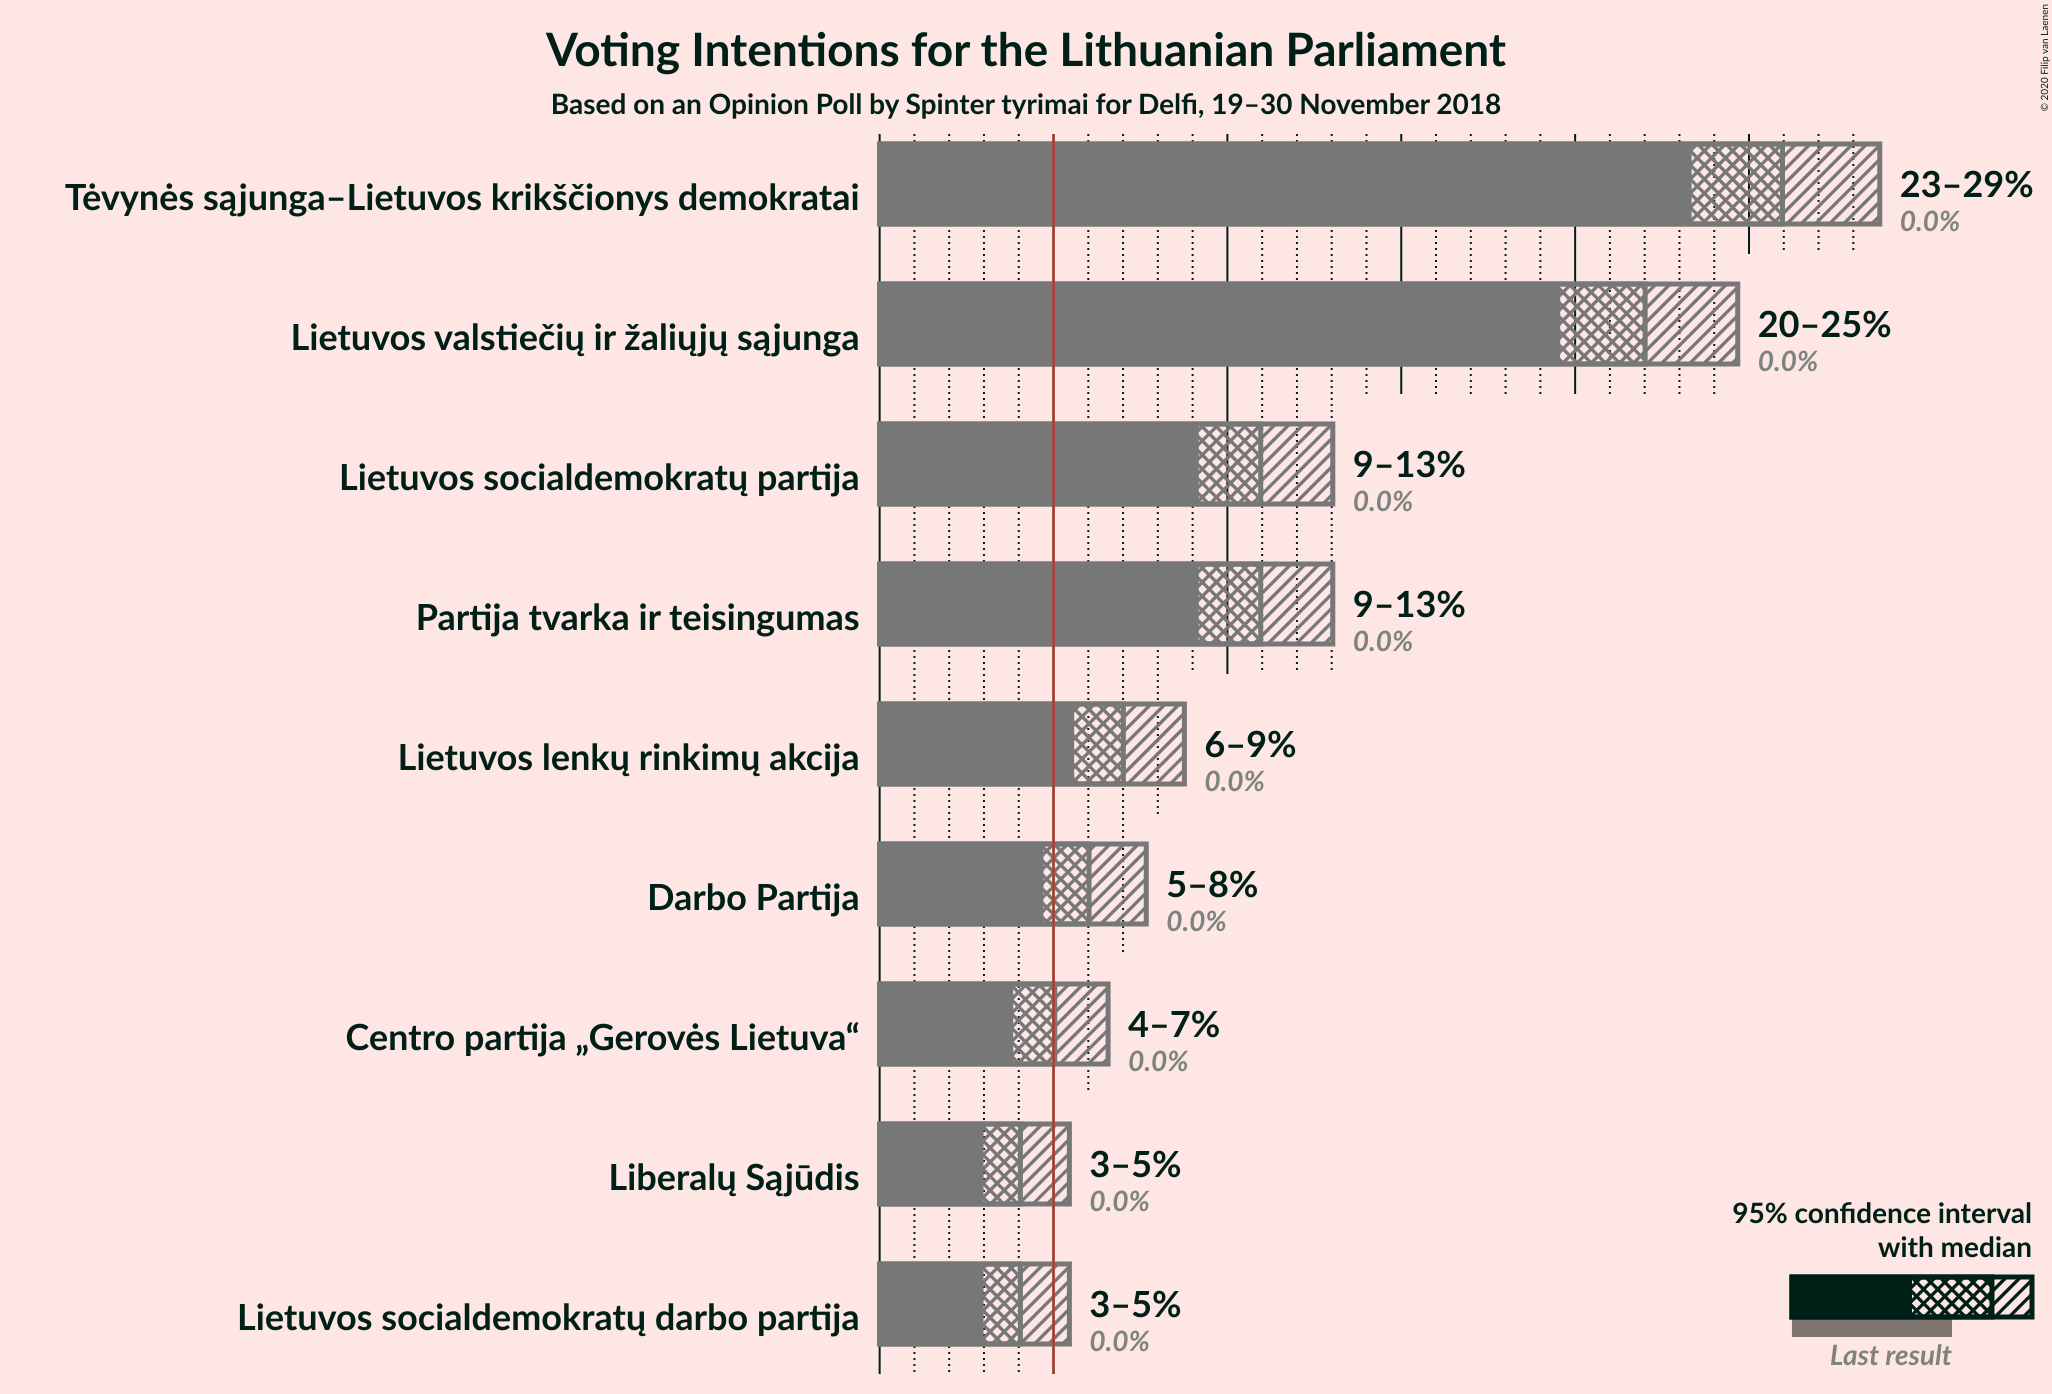 Voting Intentions for the Lithuanian Parliament
Based on an Opinion Poll by Spinter tyrimai for Delfi, 19–30 November 2018
© 2020 Filip van Laenen
Tėvynės sąjunga–Lietuvos krikščionys demokratai
23–29%
0.0%
Lietuvos valstiečių ir žaliųjų sąjunga
20–25%
0.0%
Lietuvos socialdemokratų partija
9–13%
0.0%
Partija tvarka ir teisingumas
9–13%
0.0%
Lietuvos lenkų rinkimų akcija
6–9%
0.0%
Darbo Partija
5–8%
0.0%
Centro partija „Gerovės Lietuva“
4–7%
0.0%
Liberalų Sąjūdis
3–5%
0.0%
Lietuvos socialdemokratų darbo partija
3–5%
0.0%
95% confidence interval
with median
Last result